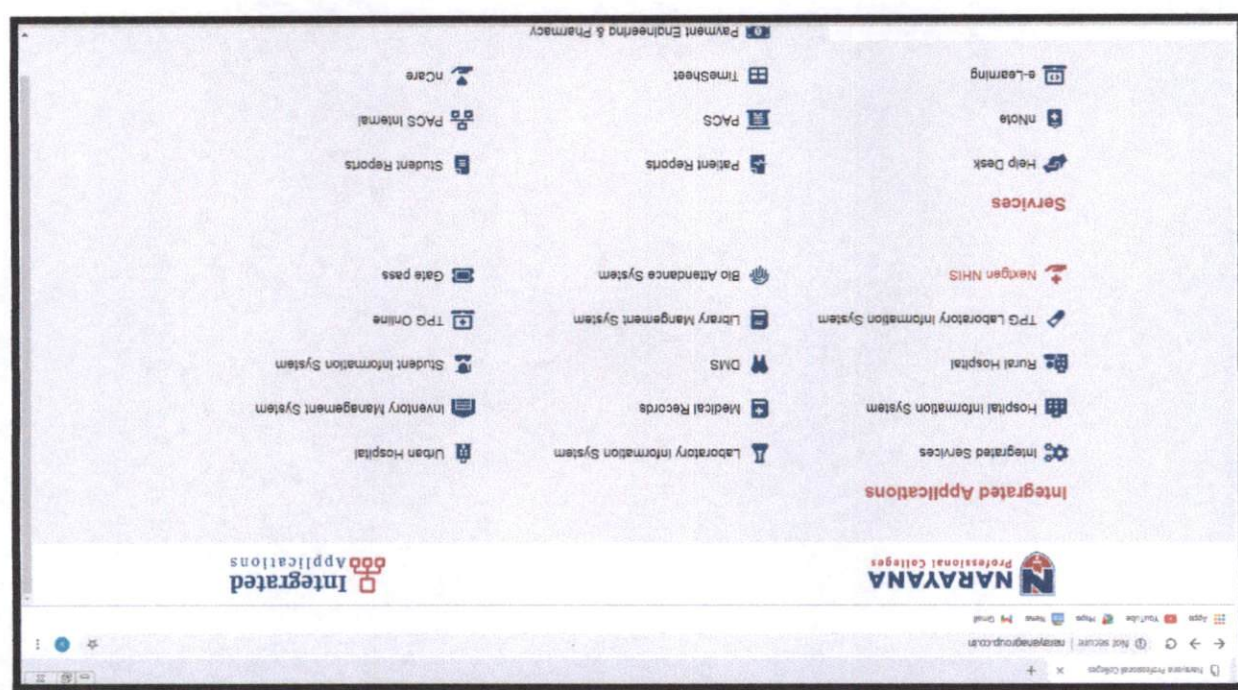 Narayana Professional Colleges
Not secure | narayanagroup.co.in
Apps YouTube Maps News Gmail
NARAYANA
Professional Colleges
Integrated
Applications
Integrated Applications
Integrated Services Laboratory Information System Urban Hospital
Hospital Information System Medical Records Inventory Management System
Rural Hospital DMS Student Information System
TPG Laboratory Information System Library Mangement System TPG Online
Nextgen NHIS Bio Attendance System Gate pass
Services
Help Desk Patient Reports Student Reports
nNote PACS PACS Internal
e-Learning TimeSheet nCare
Payment Engineering & Pharmacy